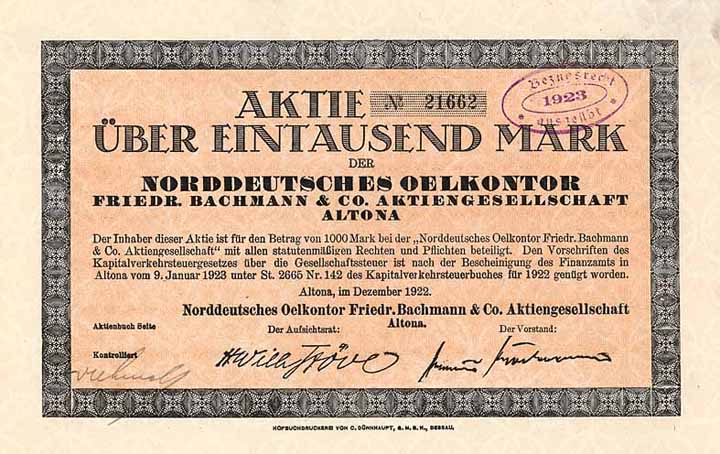 AKTIE № 21662
Bezugsrecht
1923
ausgeübt
ÜBER EINTAUSEND MARK
DER
NORDDEUTSCHES OELKONTOR
FRIEDR. BACHMANN & CO. AKTIENGESELLSCHAFT
ALTONA
Der Inhaber dieser Aktie ist für den Betrag von 1000 Mark bei der „Norddeutsches Oelkontor Friedr. Bachmann
& Co. Aktiengesellschaft“ mit allen statutenmäßigen Rechten und Pflichten beteiligt. Den Vorschriften des
Kapitalverkehrsteuergesetzes über die Gesellschaftssteuer ist nach der Bescheinigung des Finanzamts in
Altona vom 9. Januar 1923 unter St. 2665 Nr. 142 des Kapitalverkehrsteuerbuches für 1922 genügt worden.
Altona, im Dezember 1922.
Norddeutsches Oelkontor Friedr. Bachmann & Co. Aktiengesellschaft
Altona.
Aktienbuch Seite
Der Aufsichtsrat:
Der Vorstand:
Kontrolliert
HOFBUCHDRUCKEREI VON C. DÜNNHAUPT, G. M. B. H., DESSAU.